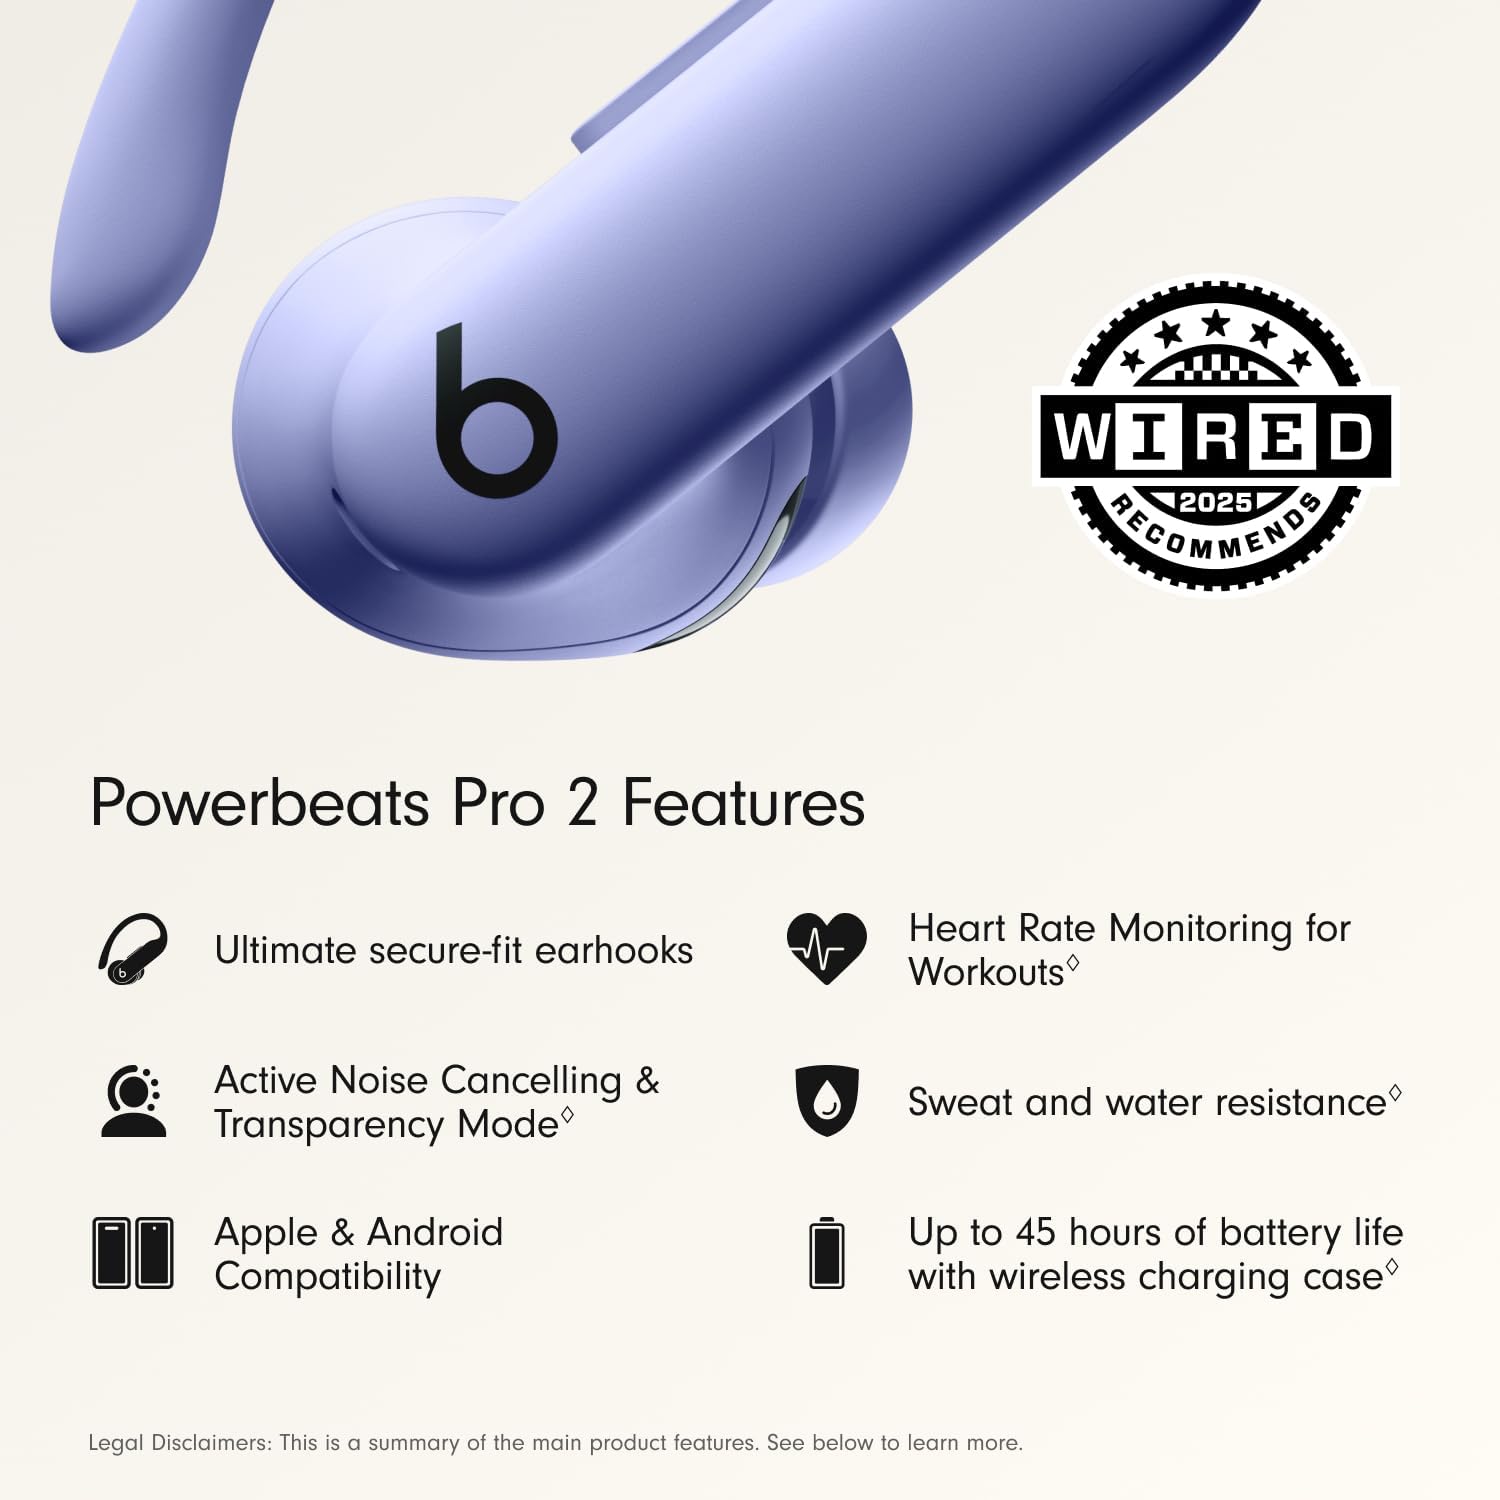 b
WIRED
2025
RECOMMENDS
Powerbeats Pro 2 Features
Ultimate secure-fit earhooks
Heart Rate Monitoring for
Workouts◊
Active Noise Cancelling &
Transparency Mode◊
Sweat and water resistance◊
Apple & Android
Compatibility
Up to 45 hours of battery life
with wireless charging case◊
Legal Disclaimers: This is a summary of the main product features. See below to learn more.